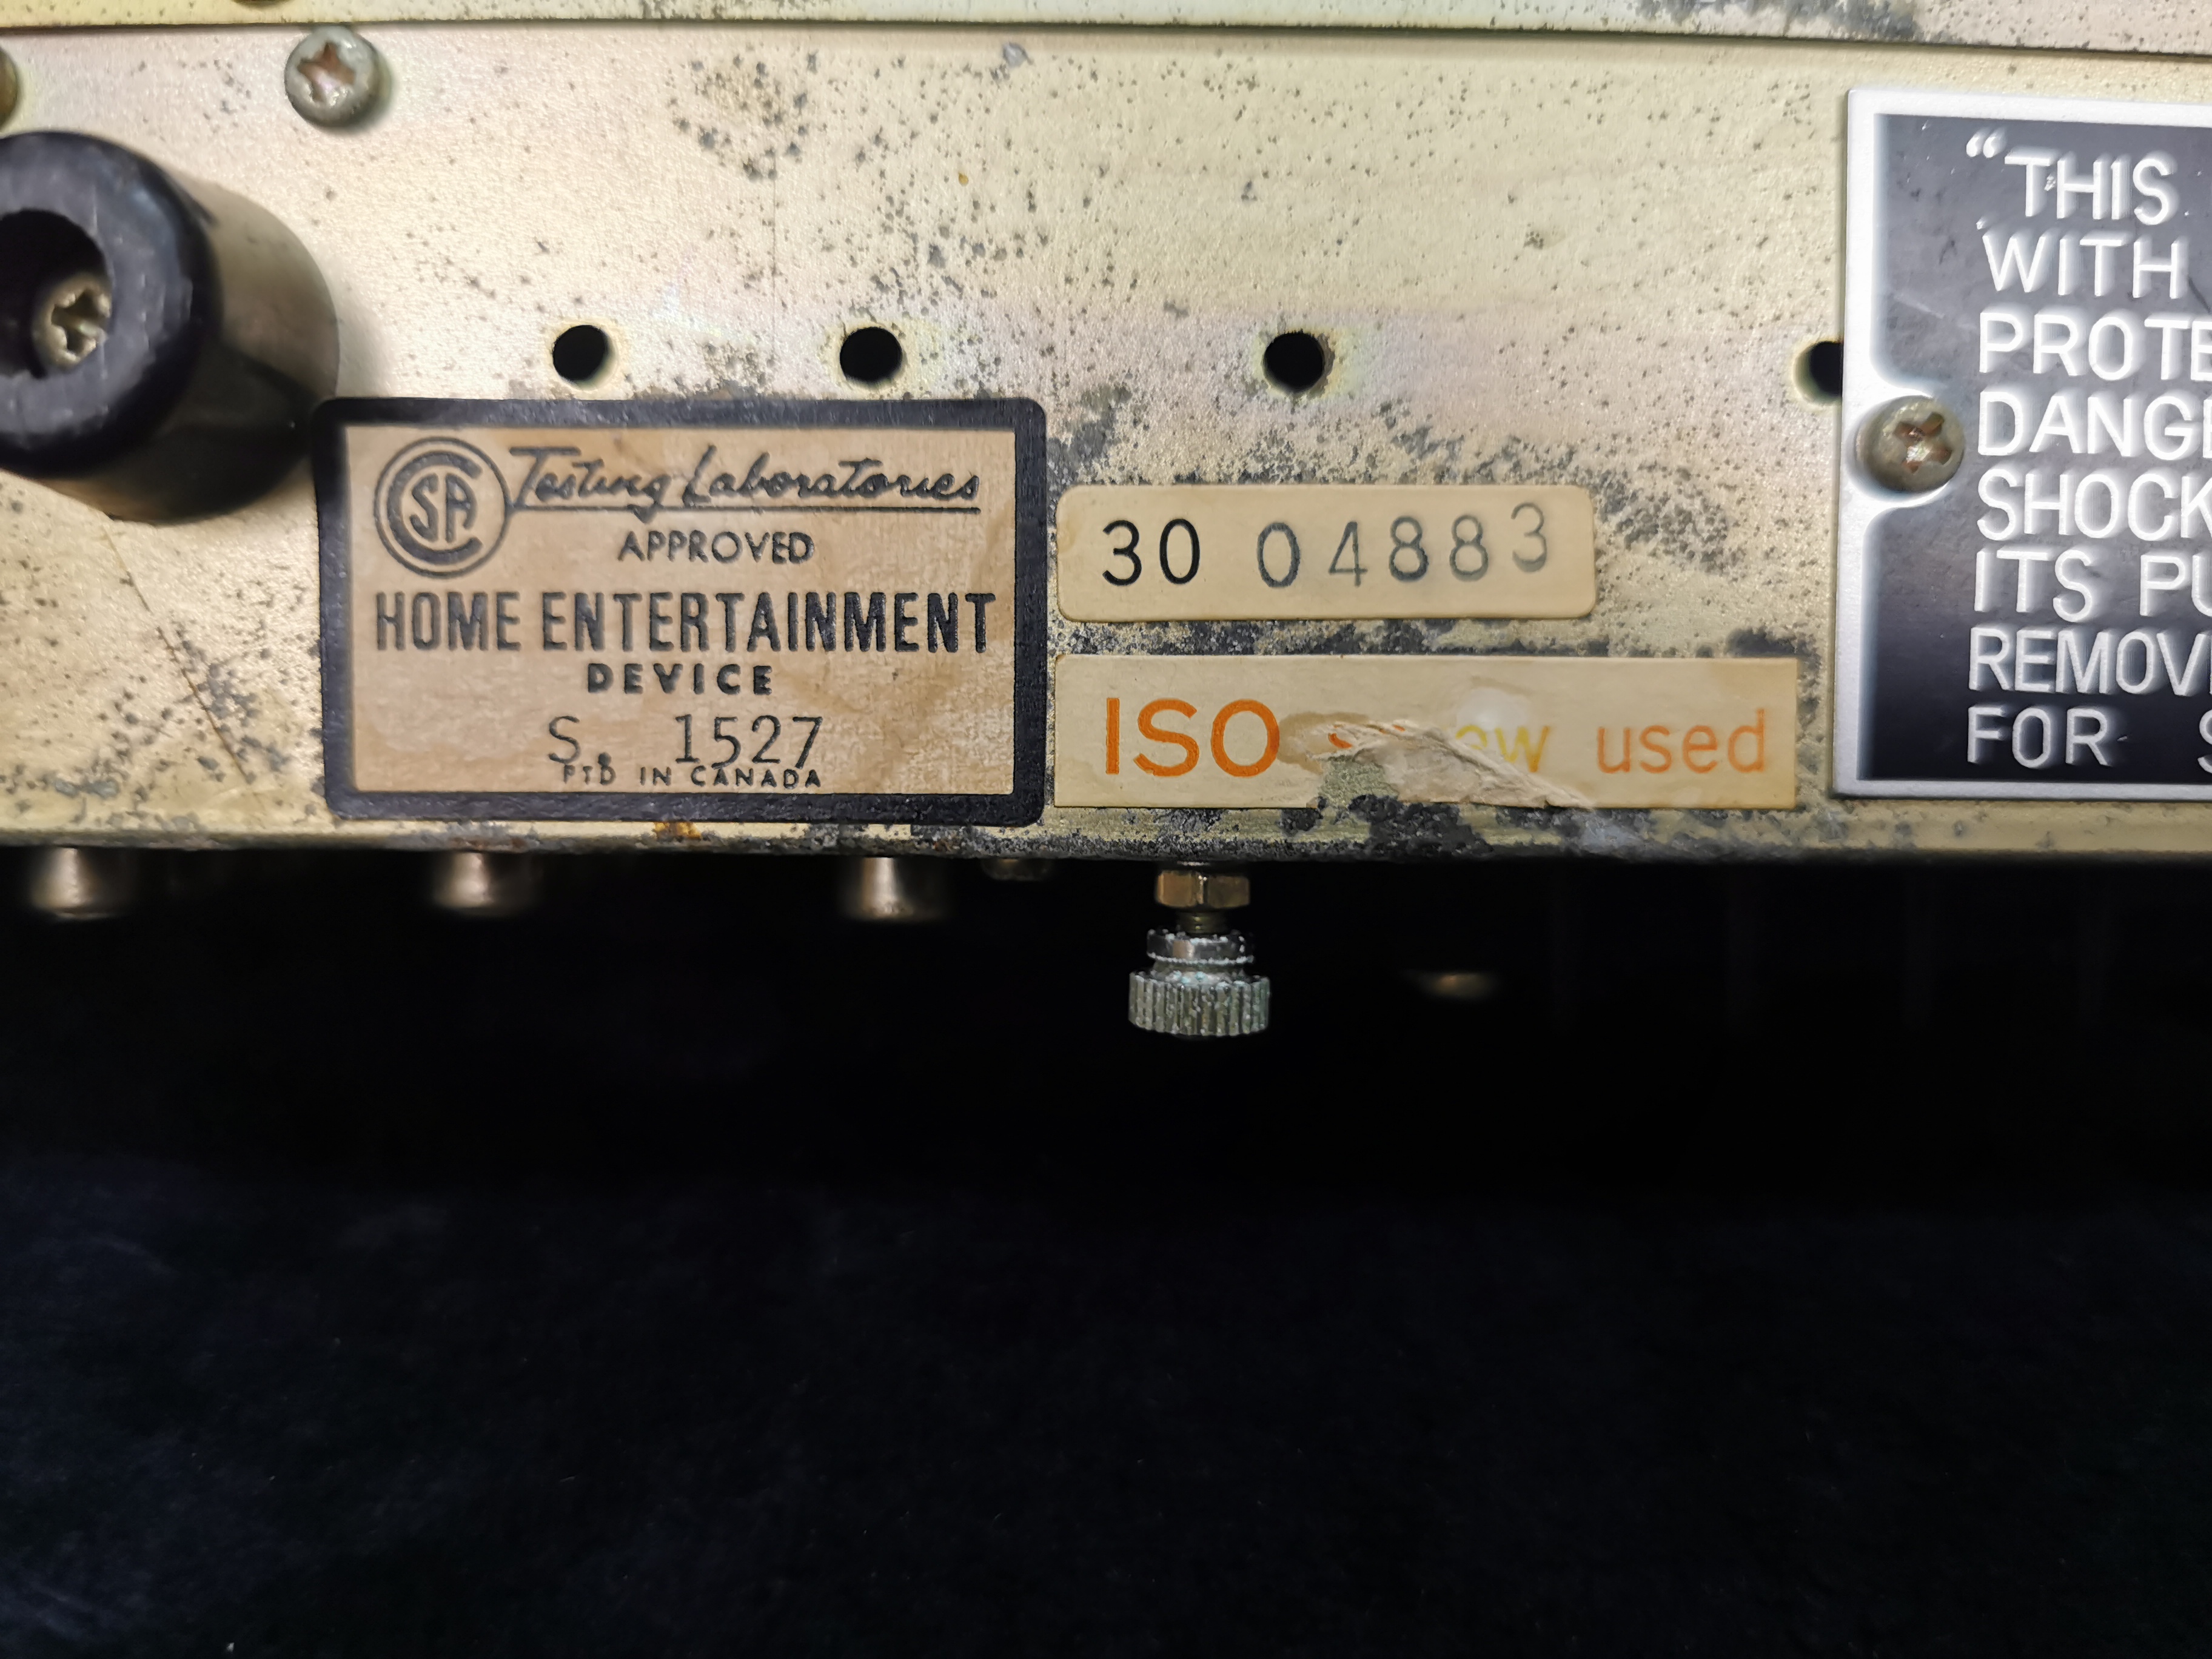 CSA Testing Laboratories
APPROVED
HOME ENTERTAINMENT
DEVICE
S. 1527
PTD IN CANADA
30 04883
ISO used
"THIS
WITH
PROTE
DANGE
SHOCK
ITS PU
REMOV
FOR S